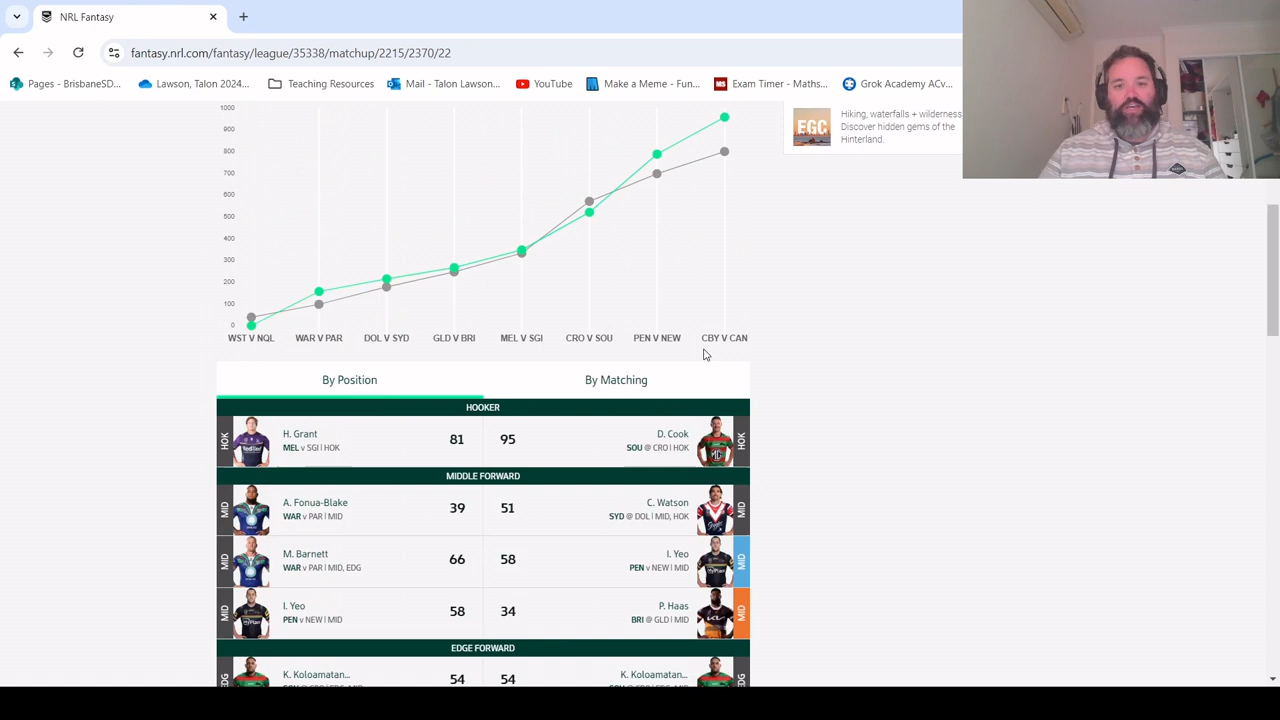 NRL Fantasy
fantasy.nrl.com/fantasy/league/35338/matchup/2215/2370/22
Pages - BrisbaneSD...
Lawson, Talon 2024...
Teaching Resources
Mail - Talon Lawson...
YouTube
Make a Meme - Fun...
Exam Timer - Maths...
Grok Academy ACv...
1000
900
800
700
600
500
400
300
200
100
0
WST V NQL WAR V PAR DOL V SYD GLD V BRI MEL V SGI CRO V SOU PEN V NEW CBY V CAN
EGC
Hiking, waterfalls + wilderness
Discover hidden gems of the
Hinterland.
By Position By Matching
HOOKER
HOK H. Grant 81 95 D. Cook HOK
MEL v SGI | HOK SOU @ CRO | HOK
MIDDLE FORWARD
MID A. Fonua-Blake 39 51 C. Watson MID
WAR v PAR | MID SYD @ DOL | MID, HOK
MID M. Barnett 66 58 I. Yeo MID
WAR v PAR | MID, EDG PEN v NEW | MID
MID I. Yeo 58 34 P. Haas MID
PEN v NEW | MID BRI @ GLD | MID
EDGE FORWARD
EDG K. Koloamatan... 54 54 K. Koloamatan... EDG